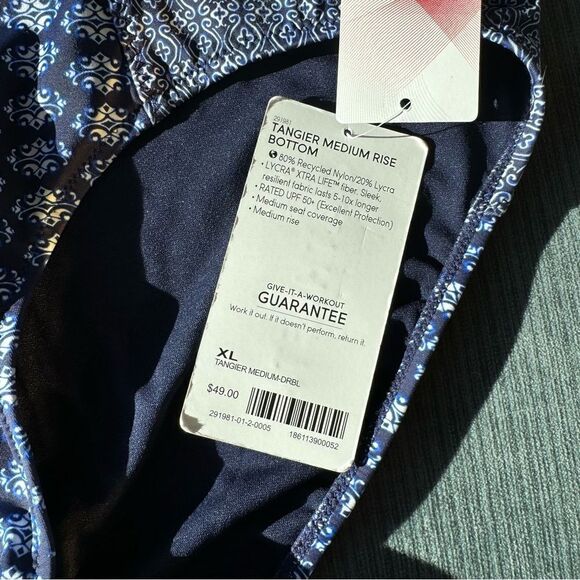 291981
TANGIER MEDIUM RISE
BOTTOM
80% Recycled Nylon/20% Lycra
• LYCRA® XTRA LIFE™ fiber. Sleek,
resilient fabric lasts 5-10x longer
• RATED UPF 50+ (Excellent Protection)
• Medium seat coverage
• Medium rise
GIVE-IT-A-WORKOUT
GUARANTEE
Work it out. If it doesn't perform, return it.
XL
TANGIER MEDIUM-DRBL
$49.00
291981-01-2-0005
186113900052